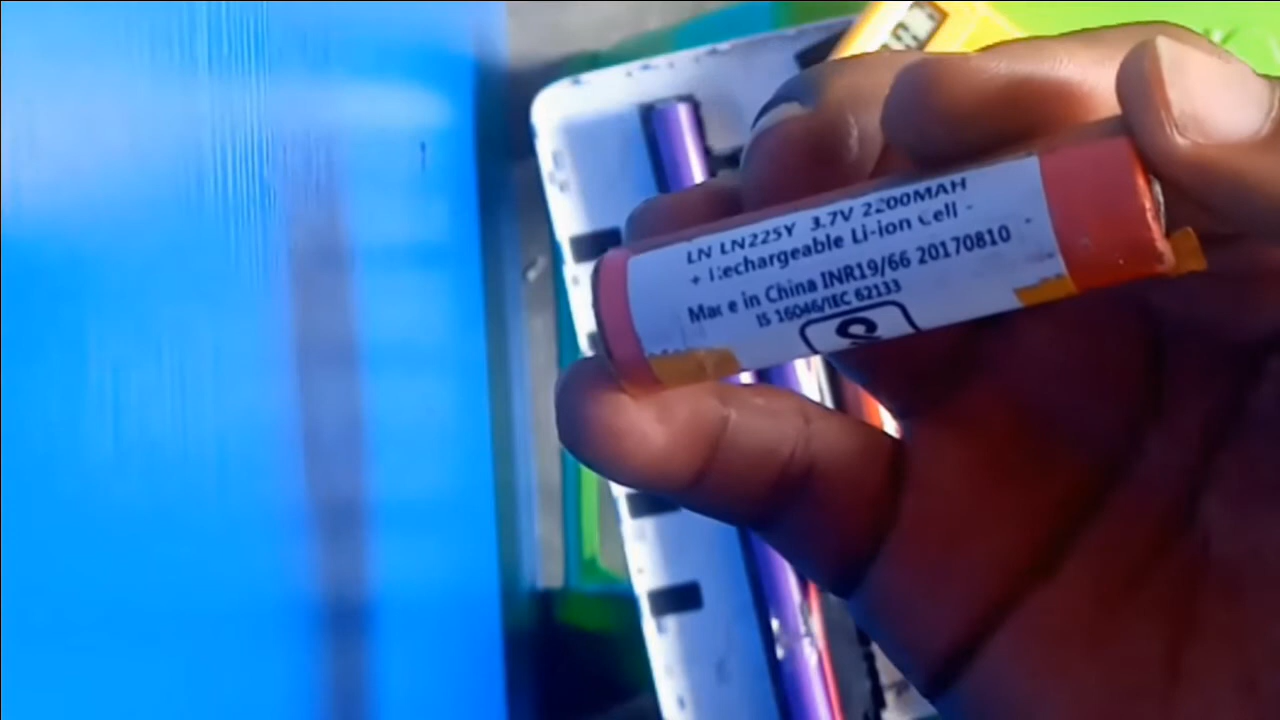 LN LN225Y 3.7V 2200MAH
+ Rechargeable Li-ion Cell -
Made in China INR19/66 20170810
IS 16046/IEC 62133